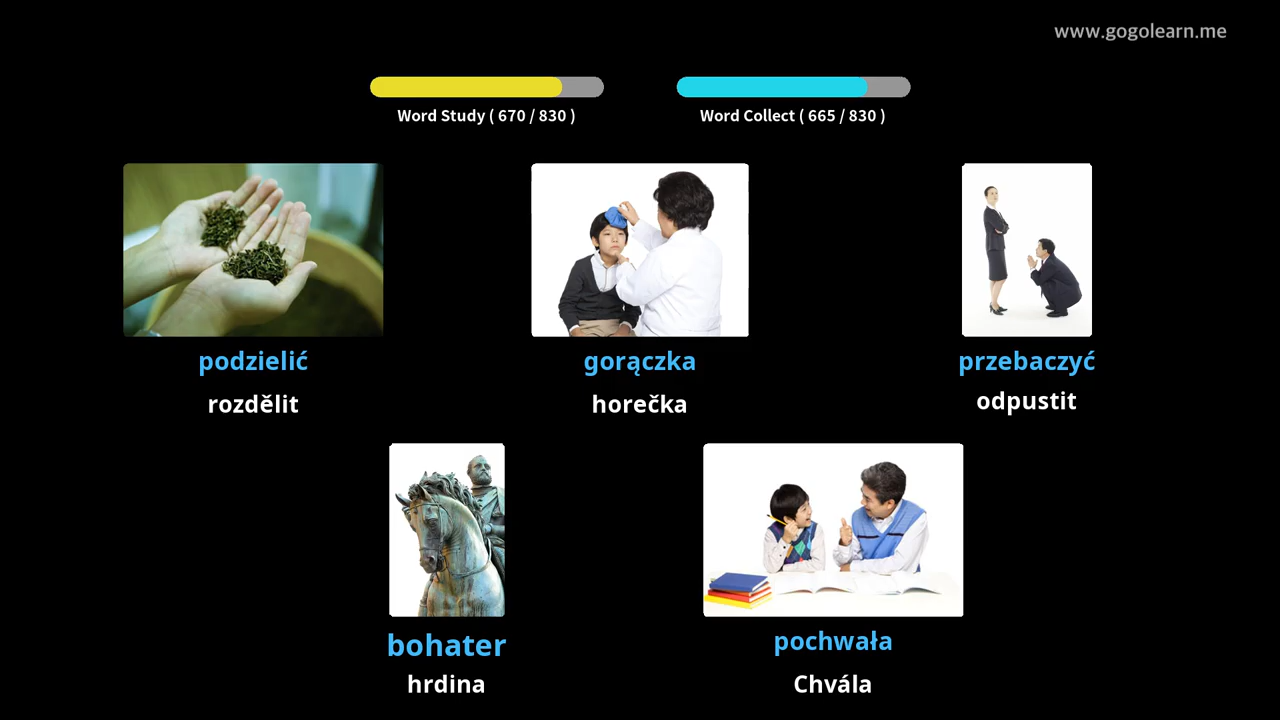 www.gogolearn.me
Word Study ( 670 / 830 )
Word Collect ( 665 / 830 )
podzielić
rozdělit
gorączka
horečka
przebaczyć
odpustit
bohater
hrdina
pochwała
Chvála